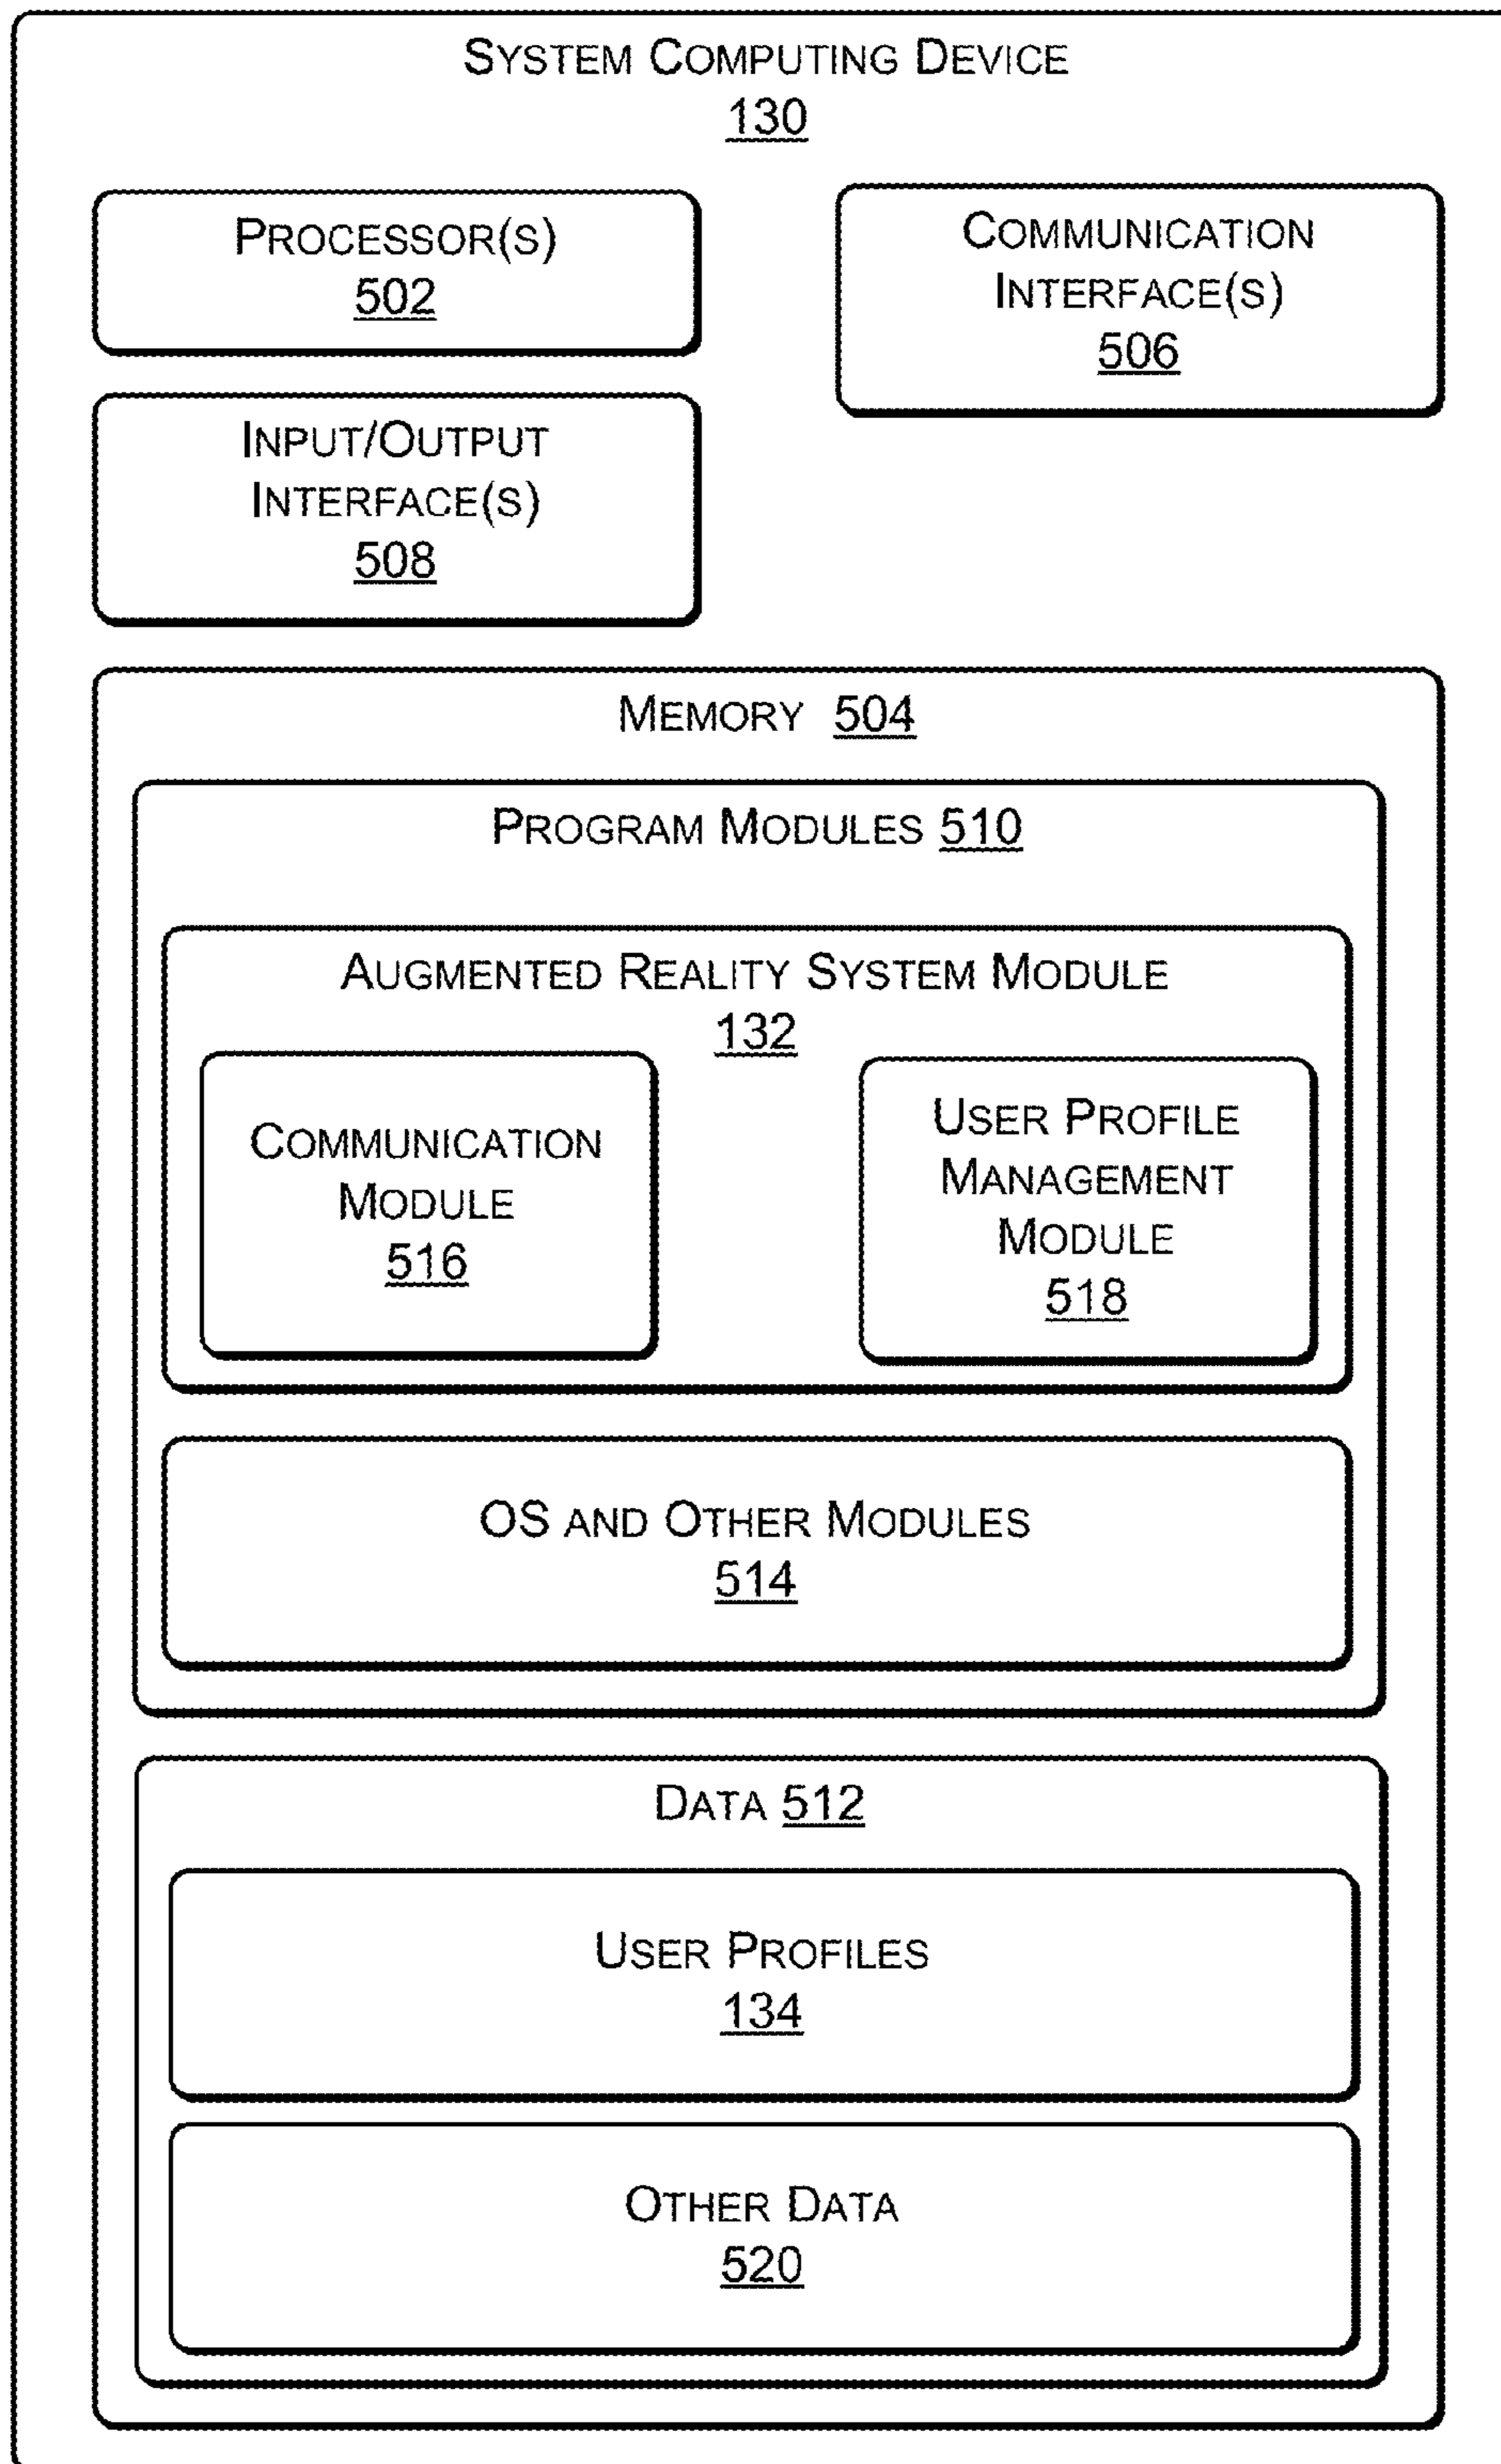 SYSTEM COMPUTING DEVICE
130
PROCESSOR(S)
502
COMMUNICATION
INTERFACE(S)
506
INPUT/OUTPUT
INTERFACE(S)
508
MEMORY 504
PROGRAM MODULES 510
AUGMENTED REALITY SYSTEM MODULE
132
COMMUNICATION
MODULE
516
USER PROFILE
MANAGEMENT
MODULE
518
OS AND OTHER MODULES
514
DATA 512
USER PROFILES
134
OTHER DATA
520